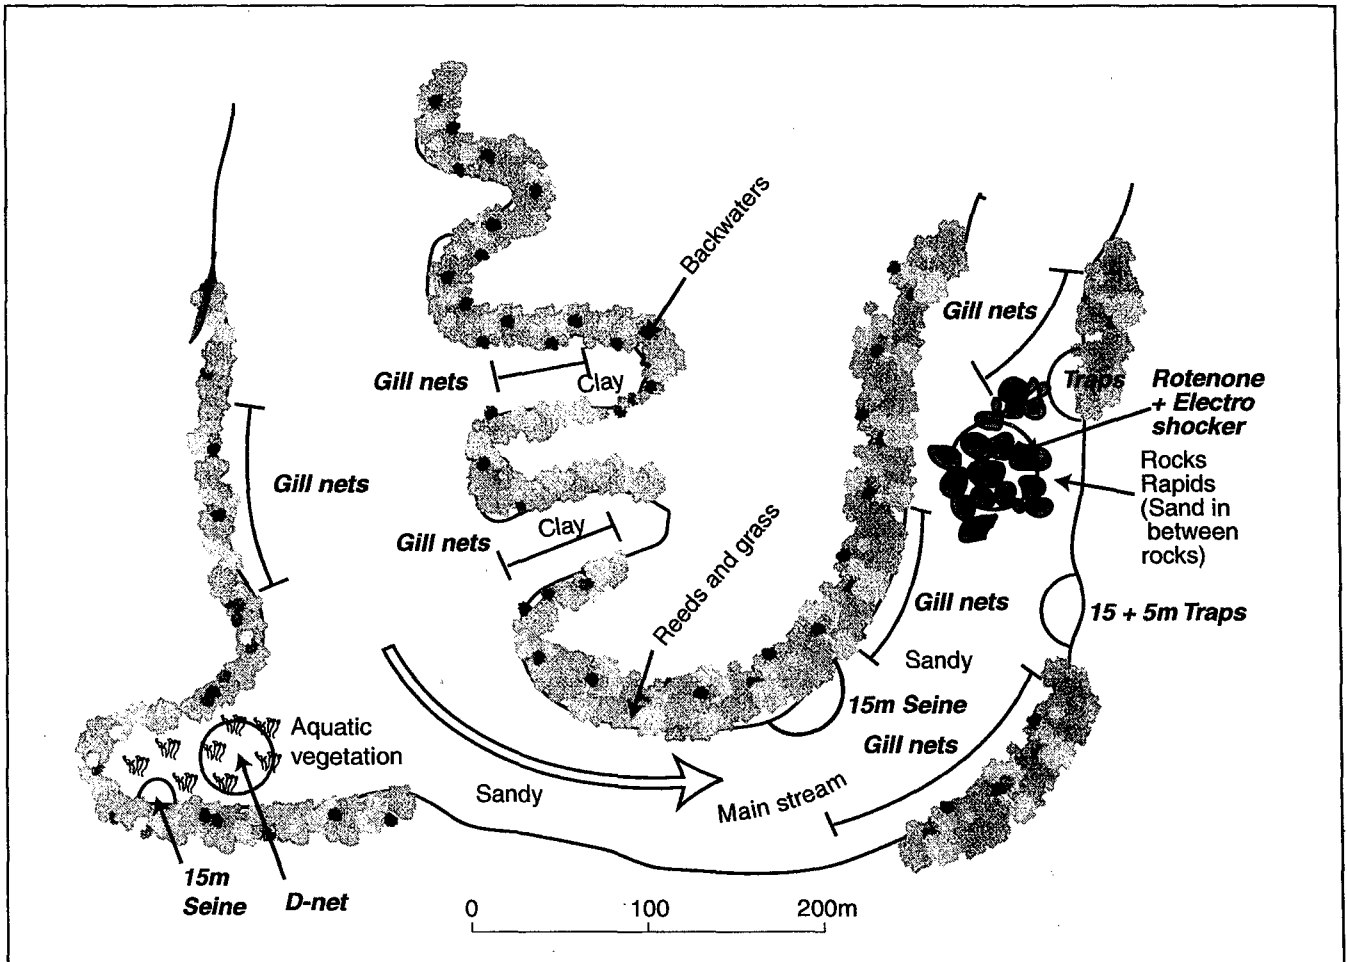 Backwaters
Gill nets
Gill nets
Clay
Traps
Rotenone
+ Electro
shocker
Rocks
Rapids
(Sand in
between
rocks)
Gill nets
Clay
Gill nets
Reeds and grass
Gill nets
15 + 5m Traps
Sandy
15m Seine
Gill nets
Aquatic
vegetation
Sandy
Main stream
15m
Seine
D-net
0 100 200m